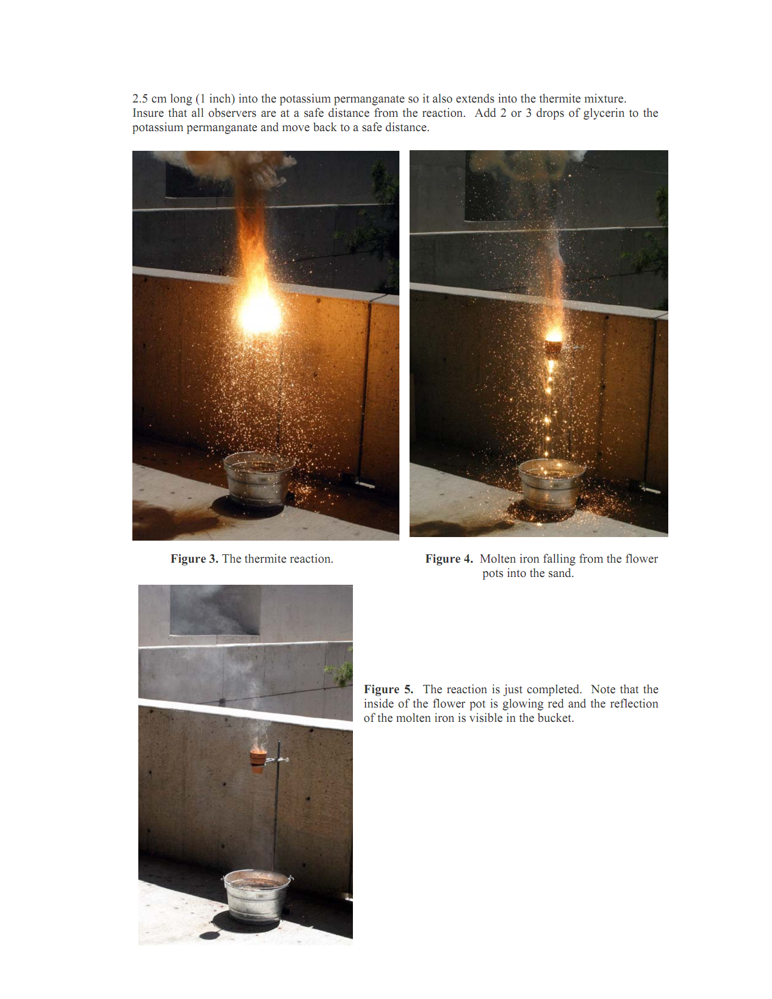 2.5 cm long (1 inch) into the potassium permanganate so it also extends into the thermite mixture.
Insure that all observers are at a safe distance from the reaction. Add 2 or 3 drops of glycerin to the
potassium permanganate and move back to a safe distance.
Figure 3. The thermite reaction.
Figure 4. Molten iron falling from the flower
pots into the sand.
Figure 5. The reaction is just completed. Note that the
inside of the flower pot is glowing red and the reflection
of the molten iron is visible in the bucket.